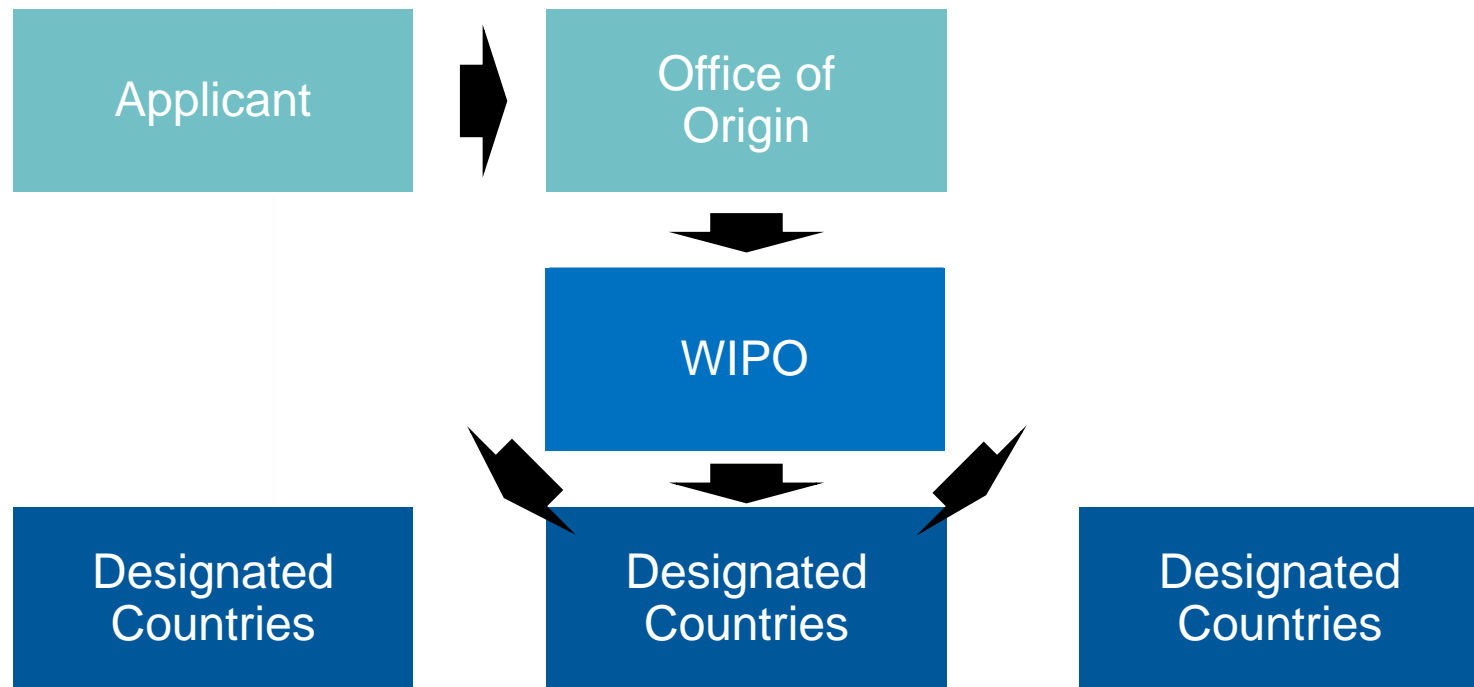 Applicant
Office of
Origin
WIPO
Designated
Countries
Designated
Countries
Designated
Countries